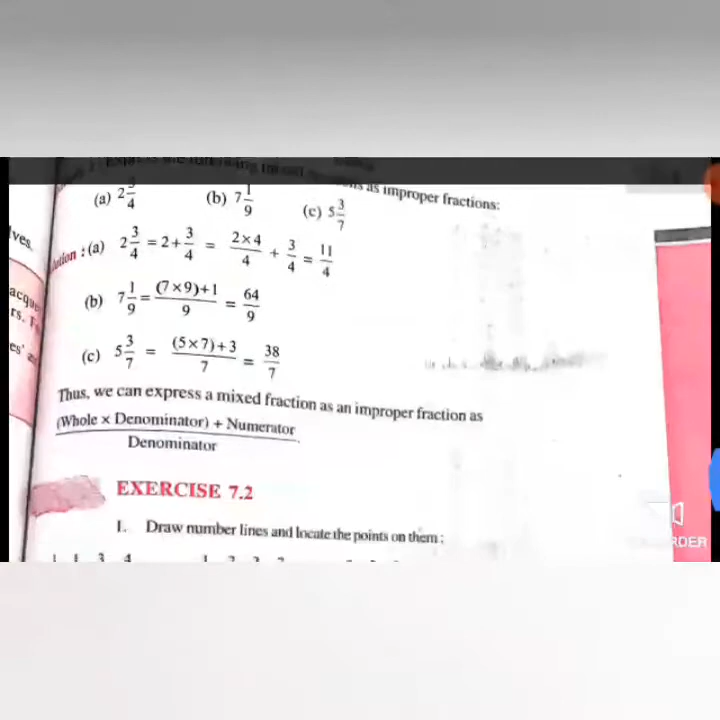 as improper fractions:
(a) 2 3/4 (b) 7 1/9 (c) 5 3/7
lves.
(a) 2 3/4 = 2 + 3/4 = 2×4/4 + 3/4 = 11/4
(b) 7 1/9 = (7×9)+1/9 = 64/9
(c) 5 3/7 = (5×7)+3/7 = 38/7
Thus, we can express a mixed fraction as an improper fraction as
(Whole × Denominator) + Numerator
Denominator
EXERCISE 7.2
1. Draw number lines and locate the points on them :
RDER